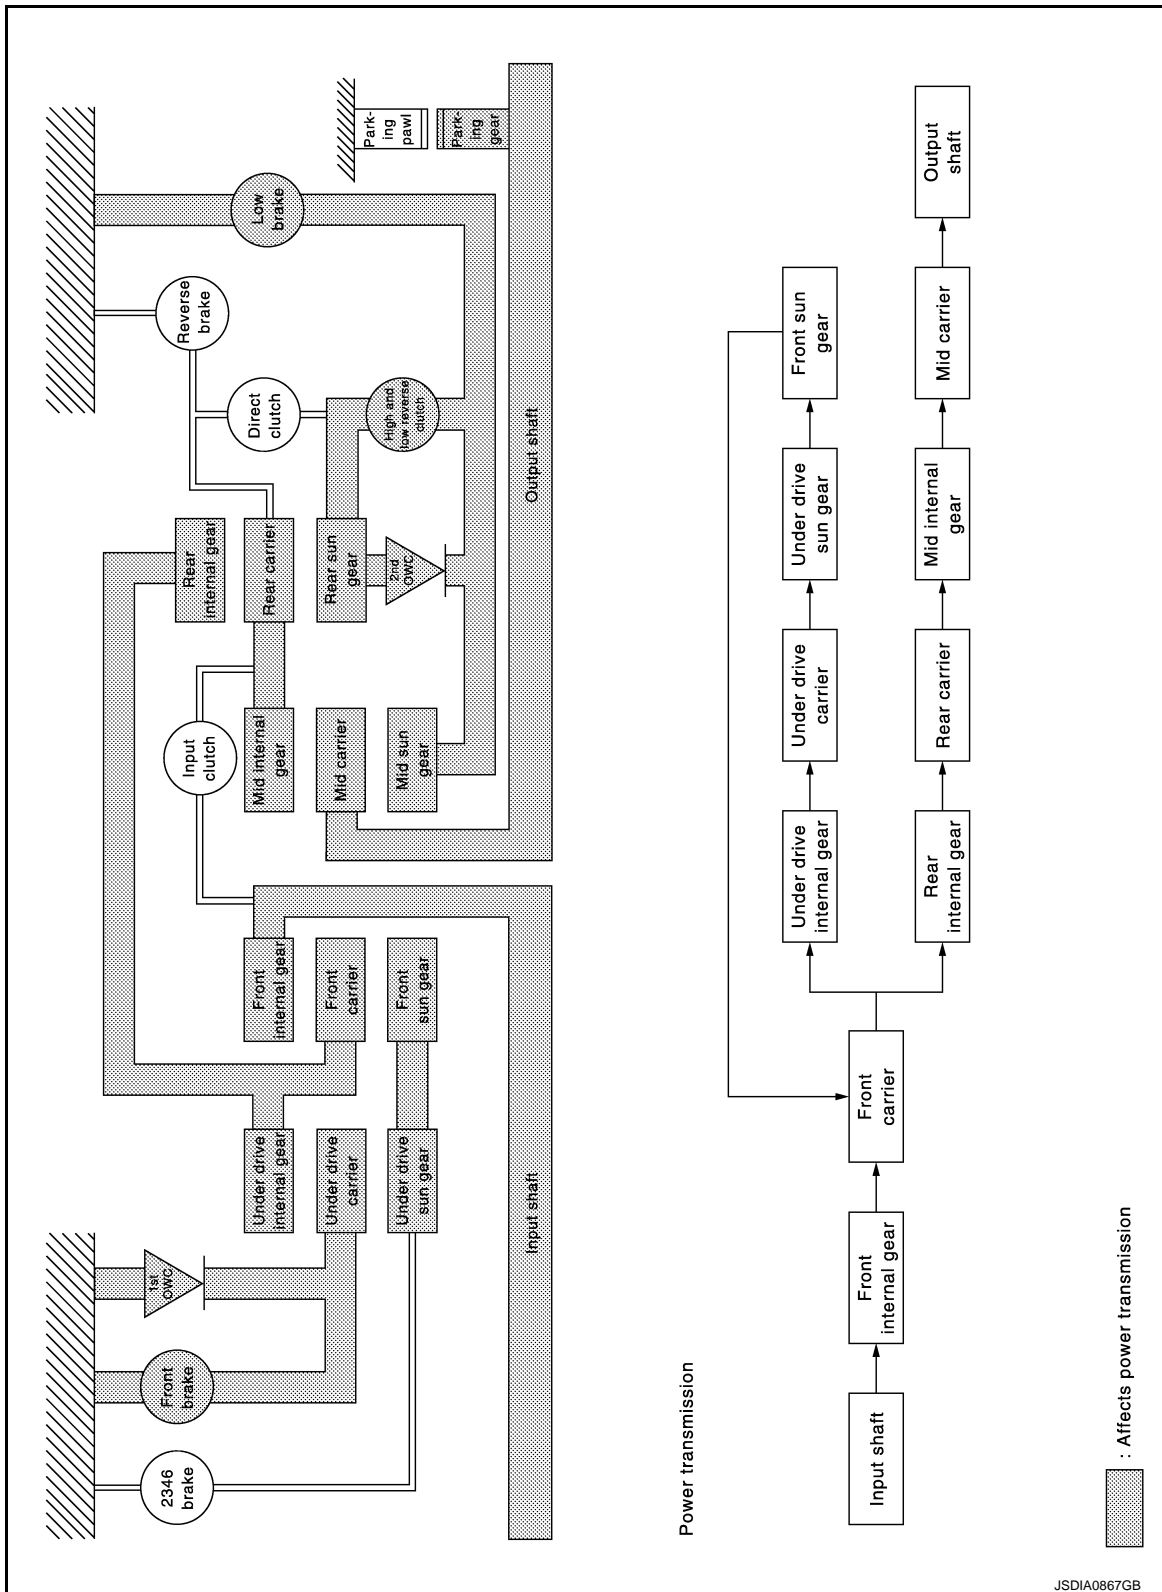 2346
brake
Front
brake
1st
OWC
Under drive
internal gear
Under drive
carrier
Under drive
sun gear
Front
internal gear
Front
carrier
Front
sun gear
Input shaft
Input
clutch
Mid internal
gear
Mid carrier
Mid sun
gear
Rear
internal gear
Rear carrier
Rear sun
gear
2nd
OWC
Direct
clutch
High and
low reverse
clutch
Reverse
brake
Low
brake
Park-
ing
pawl
Park-
ing
gear
Output shaft
Power transmission
Input shaft
Front
internal gear
Front
carrier
Under drive
internal gear
Under drive
carrier
Under drive
sun gear
Front sun
gear
Rear
internal gear
Rear carrier
Mid internal
gear
Mid carrier
Output
shaft
: Affects power transmission
JSDIA0867GB